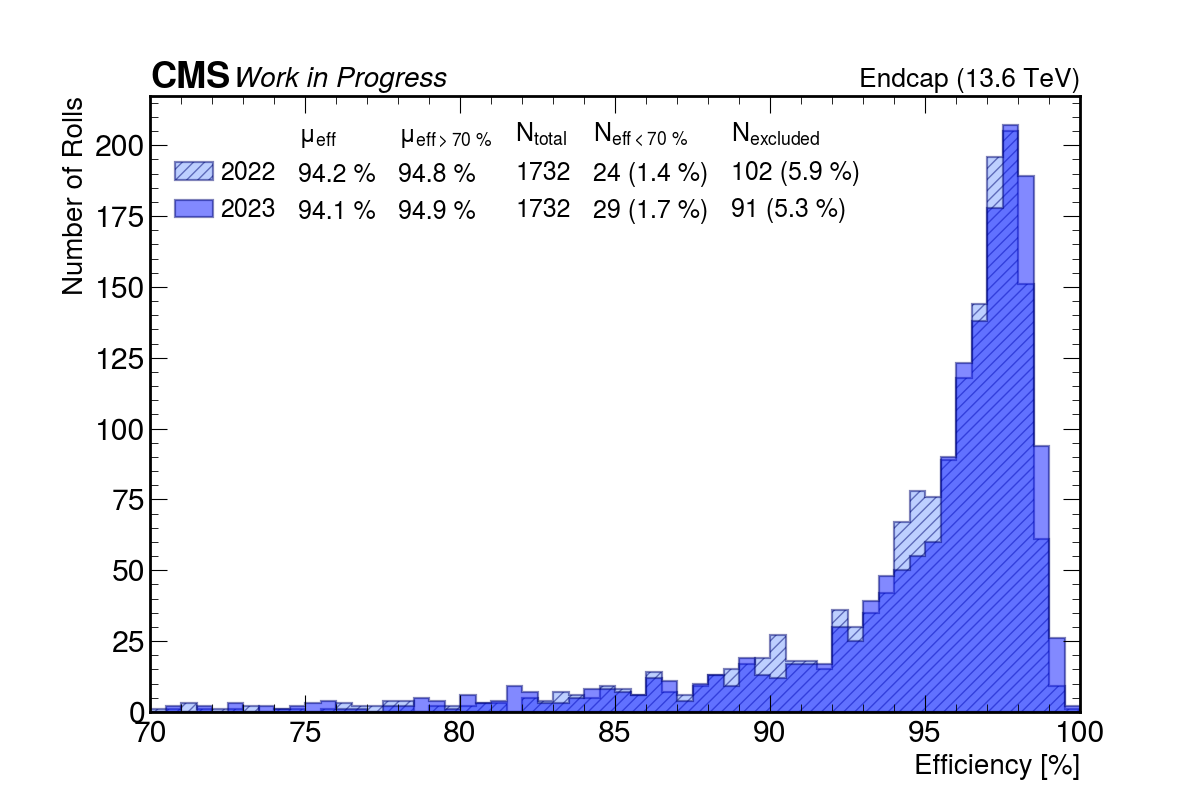 CMS Work in Progress Endcap (13.6 TeV)
Number of Rolls
μeff μeff > 70 % Ntotal Neff < 70 % Nexcluded
2022 94.2 % 94.8 % 1732 24 (1.4 %) 102 (5.9 %)
2023 94.1 % 94.9 % 1732 29 (1.7 %) 91 (5.3 %)
200
175
150
125
100
75
50
25
0
70 75 80 85 90 95 100
Efficiency [%]